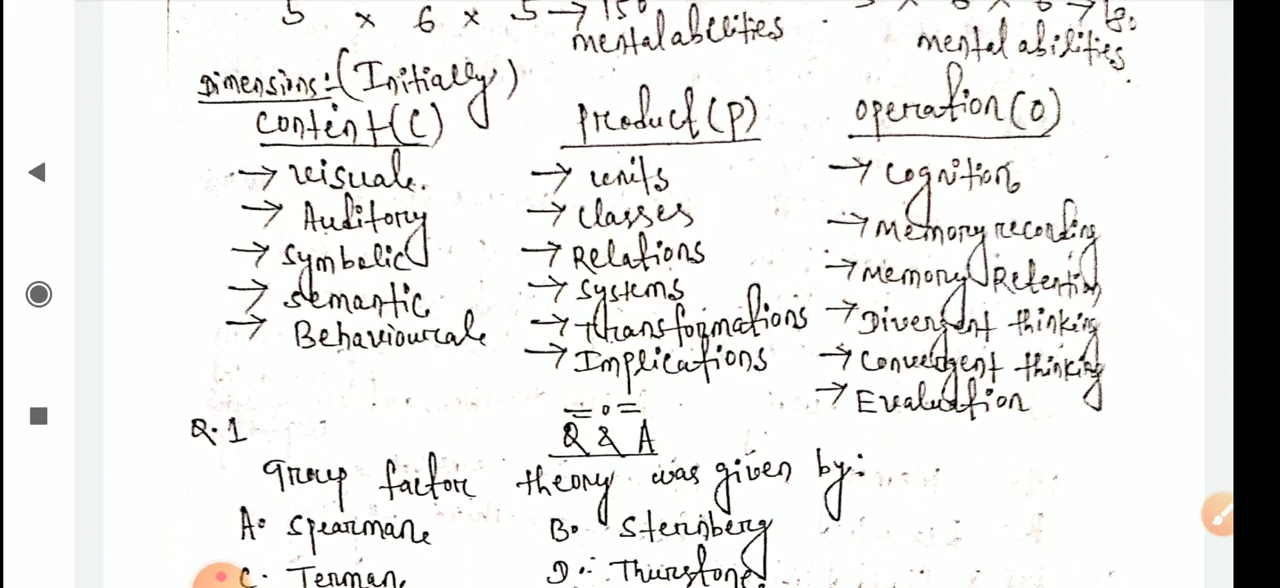 5 x 6 x 5 → 150
mental abilities
mental abilities.
Dimensions:- (Initially)
Content (C)
→ visual.
→ Auditory
→ Symbolic
→ Semantic
→ Behavioural
Product (P)
→ units
→ Classes
→ Relations
→ Systems
→ Transformations
→ Implications
Operation (O)
→ Cognition
→ Memory recording
→ Memory Retention
→ Divergent thinking
→ Convergent thinking
→ Evaluation
Q & A
Q.1
Group factor theory was given by:
A. Spearman B. Sternberg
C. Terman. D. Thurstone.